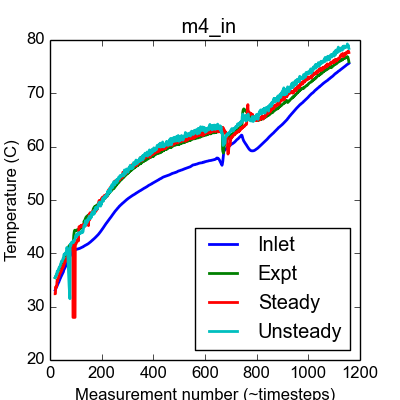 m4_in
80
70
60
50
40
30
20
Temperature (C)
Inlet
Expt
Steady
Unsteady
0 200 400 600 800 1000 1200
Measurement number (~timesteps)